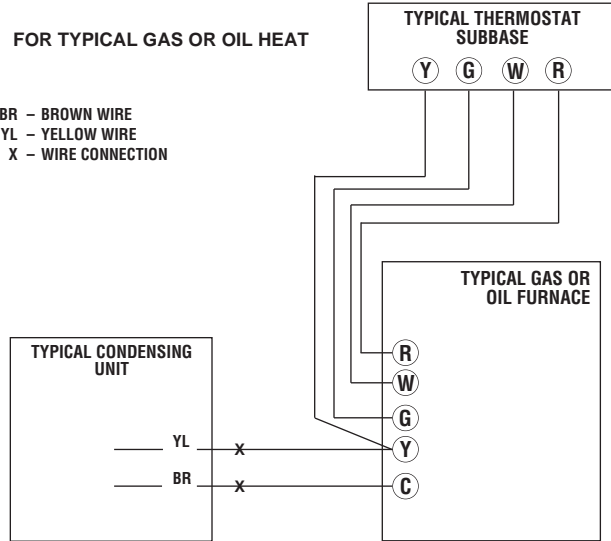 FOR TYPICAL GAS OR OIL HEAT
BR – BROWN WIRE
YL – YELLOW WIRE
X – WIRE CONNECTION
TYPICAL THERMOSTAT
SUBBASE
Y G W R
TYPICAL GAS OR
OIL FURNACE
R
W
G
Y
C
TYPICAL CONDENSING
UNIT
YL X
BR X